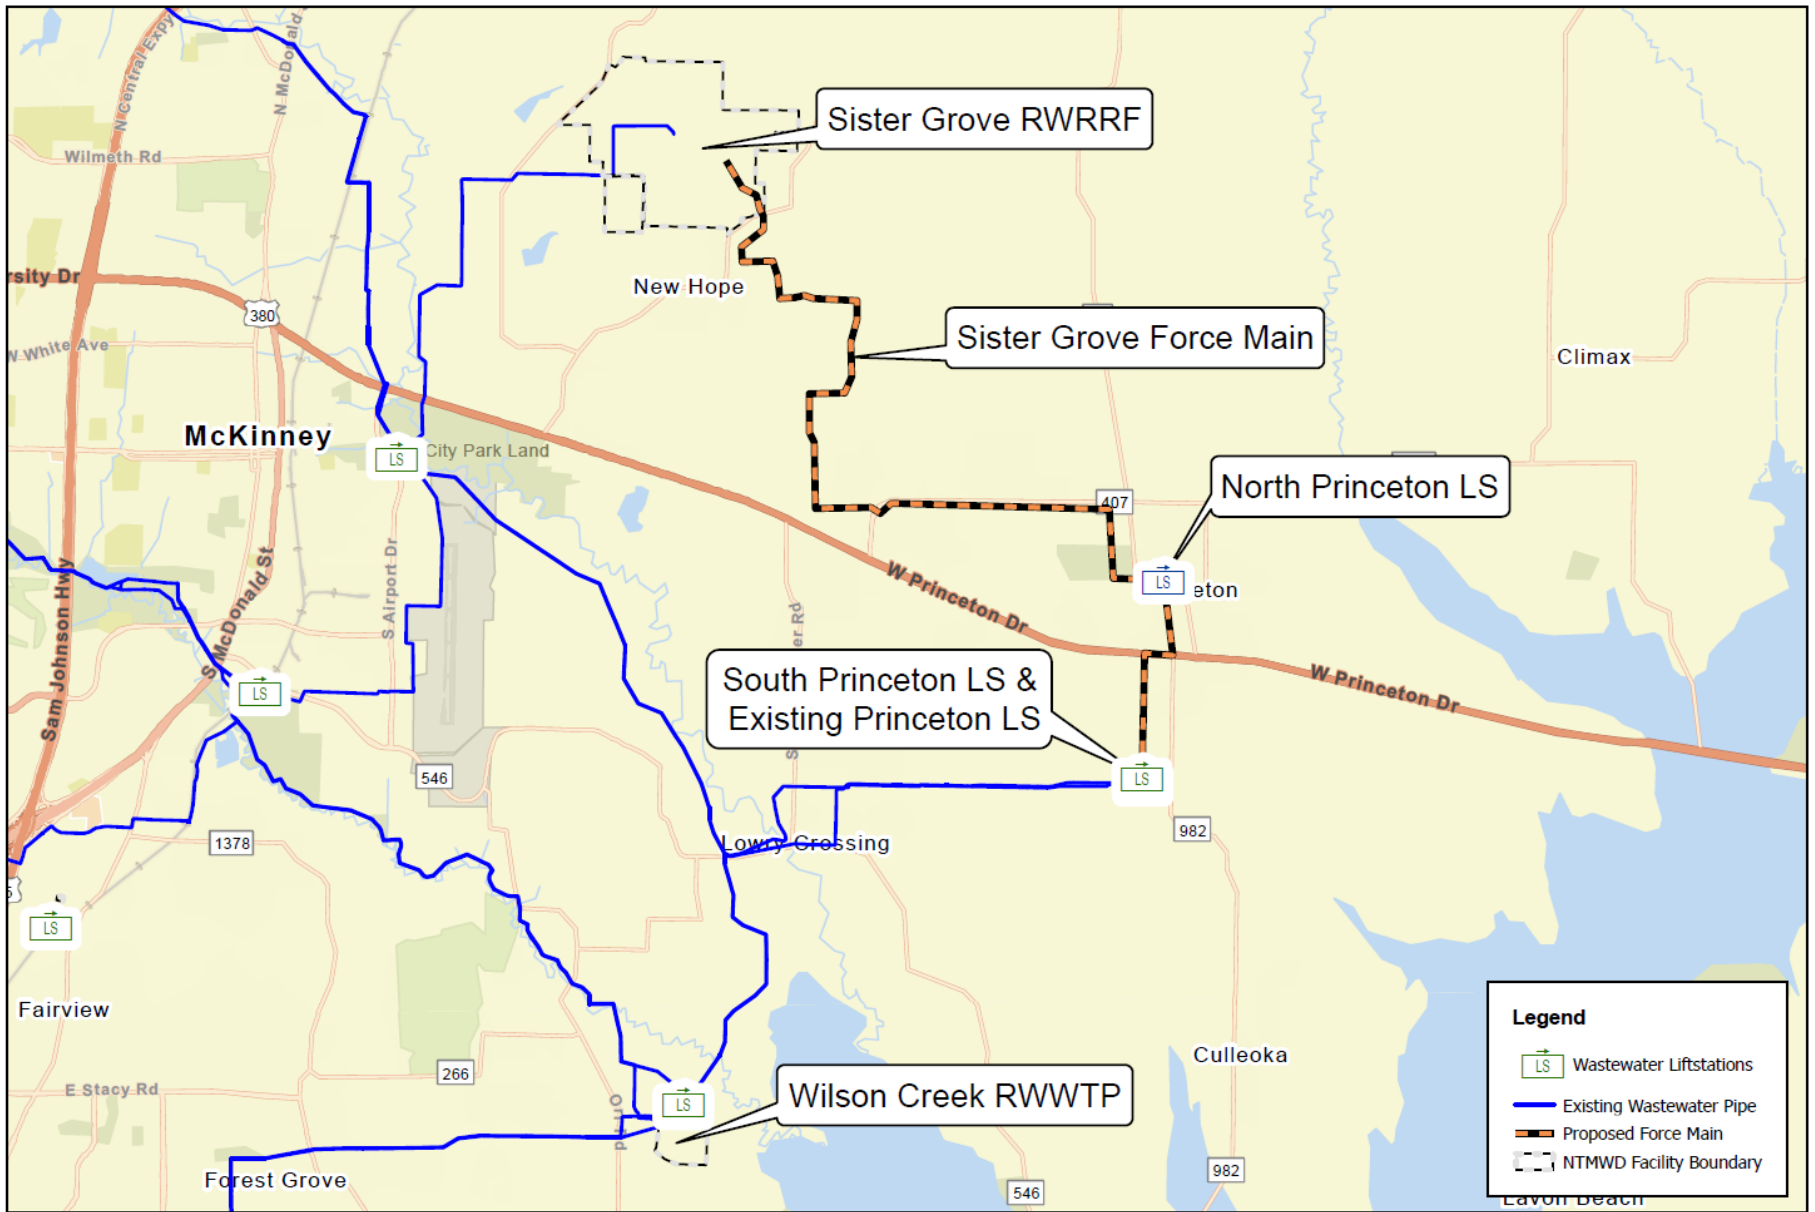 N Central Expy
N McDonald
Wilmeth Rd
Sister Grove RWRRF
rsity Dr
New Hope
380
W White Ave
Sister Grove Force Main
Climax
McKinney
LS
City Park Land
North Princeton LS
407
LS
eton
W Princeton Dr
S Airport Dr
Sam Johnson Hwy
S McDonald St
er Rd
South Princeton LS &
Existing Princeton LS
W Princeton Dr
LS
546
LS
982
1378
Lowry Crossing
5
LS
Fairview
Culleoka
266
E Stacy Rd
Wilson Creek RWWTP
LS
Forest Grove
982
546
Legend
LS Wastewater Liftstations
Existing Wastewater Pipe
Proposed Force Main
NTMWD Facility Boundary
Lavon Beach